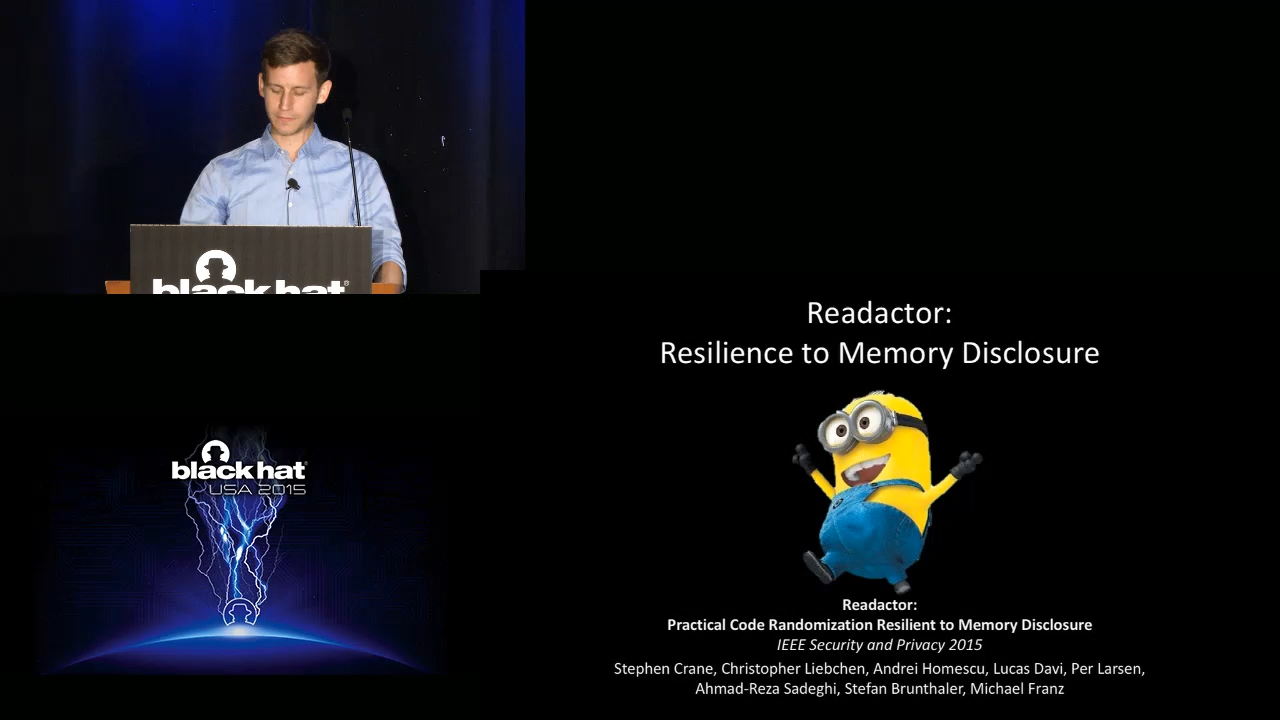 black hat
Readactor:
Resilience to Memory Disclosure
black hat
USA 2015
Readactor:
Practical Code Randomization Resilient to Memory Disclosure
IEEE Security and Privacy 2015
Stephen Crane, Christopher Liebchen, Andrei Homescu, Lucas Davi, Per Larsen,
Ahmad-Reza Sadeghi, Stefan Brunthaler, Michael Franz